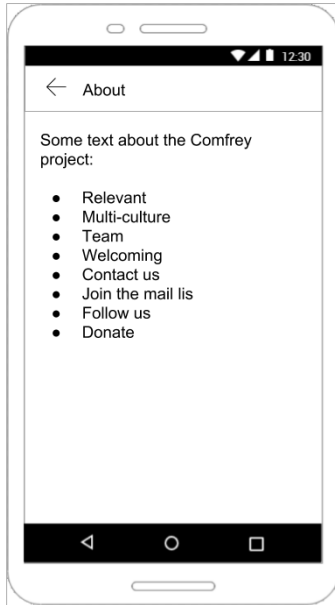 12:30
About
Some text about the Comfrey
project:
● Relevant
● Multi-culture
● Team
● Welcoming
● Contact us
● Join the mail lis
● Follow us
● Donate